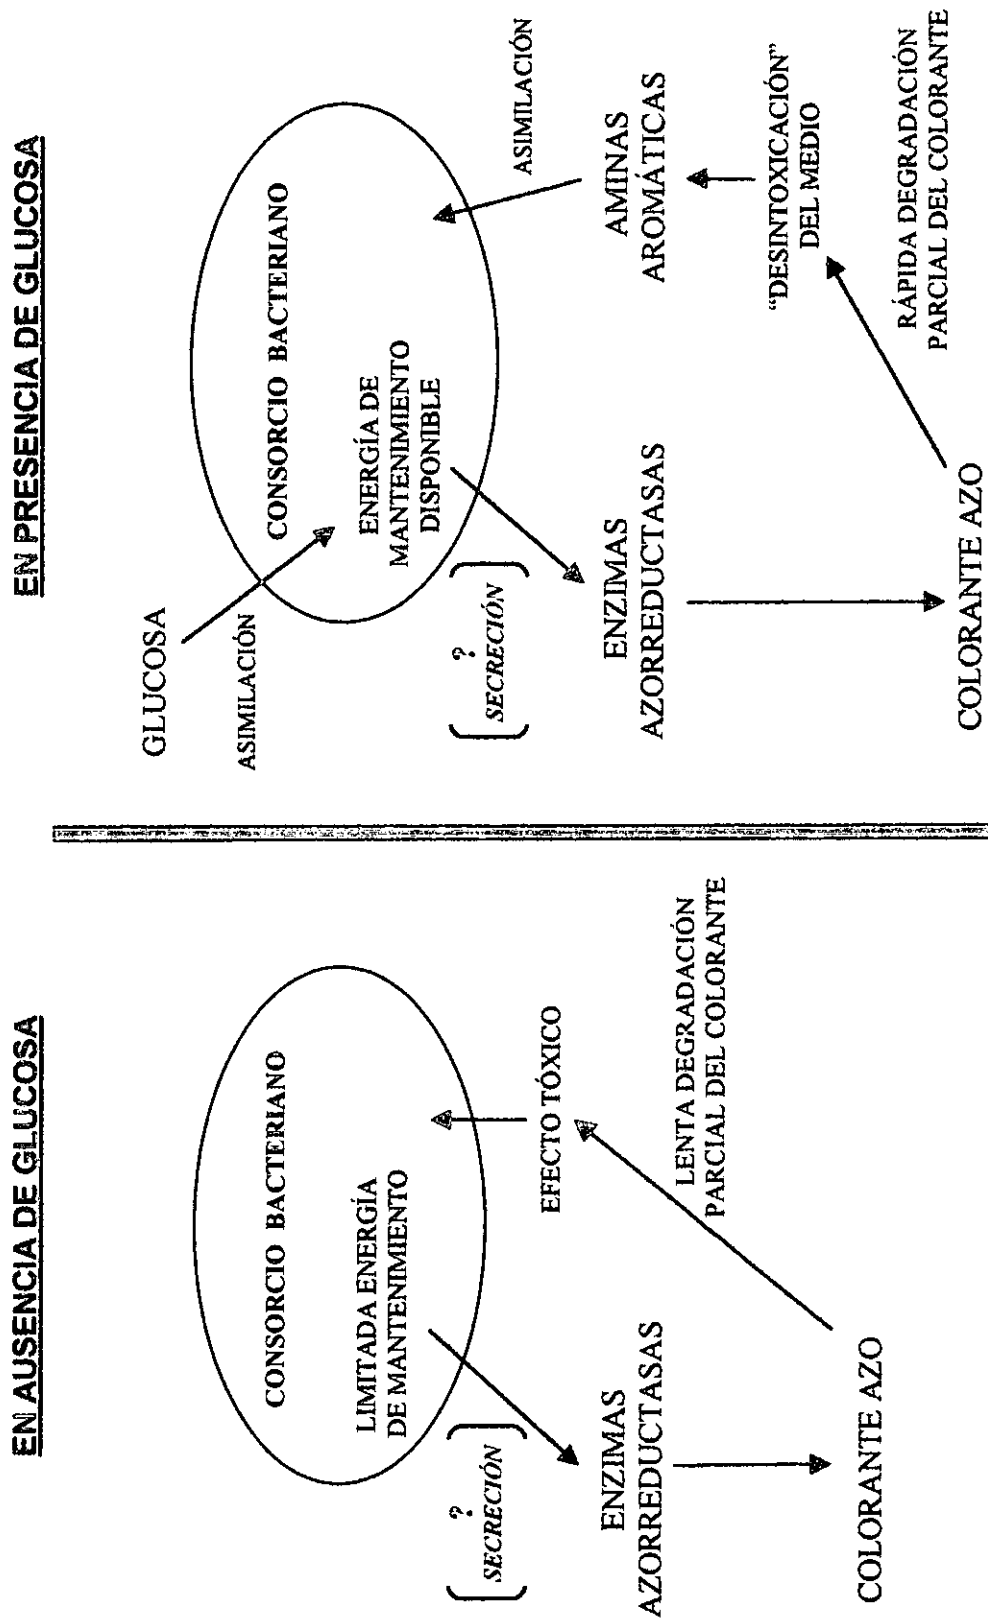 EN AUSENCIA DE GLUCOSA
CONSORCIO BACTERIANO
LIMITADA ENERGÍA
DE MANTENIMIENTO
?
SECRECIÓN
EFECTO TÓXICO
ENZIMAS
AZORREDUCTASAS
LENTA DEGRADACIÓN
PARCIAL DEL COLORANTE
COLORANTE AZO
EN PRESENCIA DE GLUCOSA
GLUCOSA
ASIMILACIÓN
CONSORCIO BACTERIANO
ENERGÍA DE
MANTENIMIENTO
DISPONIBLE
?
SECRECIÓN
ASIMILACIÓN
ENZIMAS
AZORREDUCTASAS
AMINAS
AROMÁTICAS
“DESINTOXICACIÓN”
DEL MEDIO
RÁPIDA DEGRADACIÓN
PARCIAL DEL COLORANTE
COLORANTE AZO